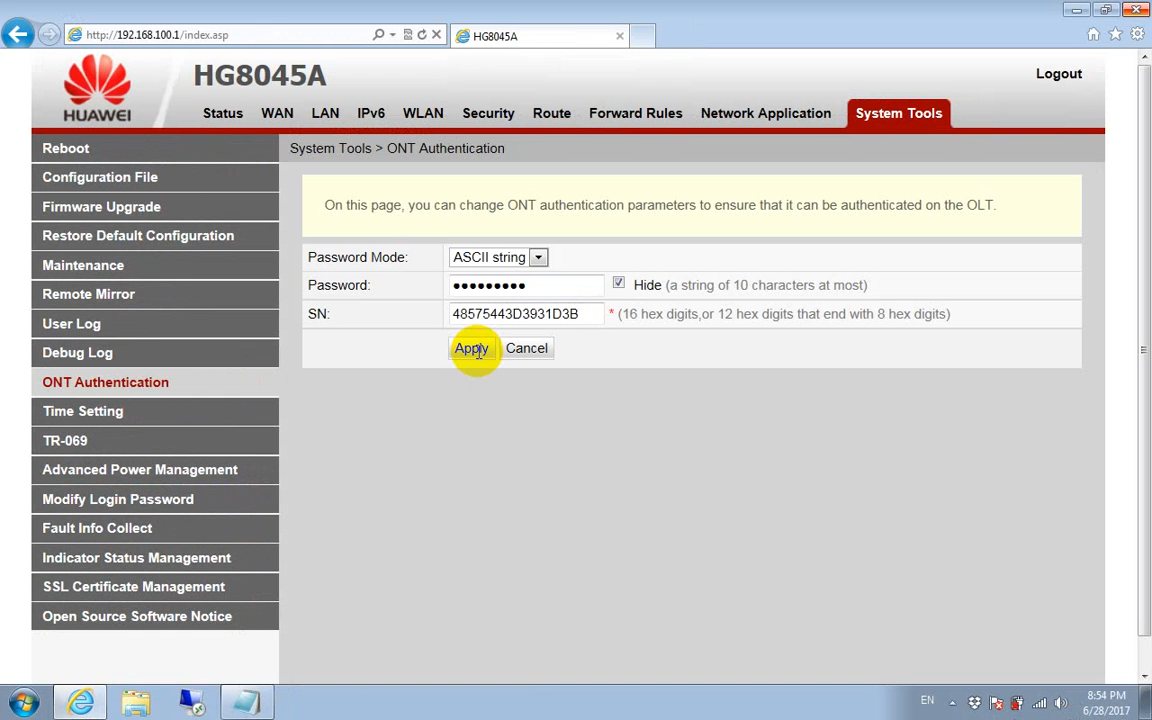 http://192.168.100.1/index.asp
HG8045A
HUAWEI
HG8045A
Logout
Status WAN LAN IPv6 WLAN Security Route Forward Rules Network Application System Tools
Reboot
Configuration File
Firmware Upgrade
Restore Default Configuration
Maintenance
Remote Mirror
User Log
Debug Log
ONT Authentication
Time Setting
TR-069
Advanced Power Management
Modify Login Password
Fault Info Collect
Indicator Status Management
SSL Certificate Management
Open Source Software Notice
System Tools > ONT Authentication
On this page, you can change ONT authentication parameters to ensure that it can be authenticated on the OLT.
Password Mode: ASCII string
Password: ●●●●●●●●● Hide (a string of 10 characters at most)
SN: 48575443D3931D3B * (16 hex digits,or 12 hex digits that end with 8 hex digits)
Apply Cancel
EN
8:54 PM
6/28/2017